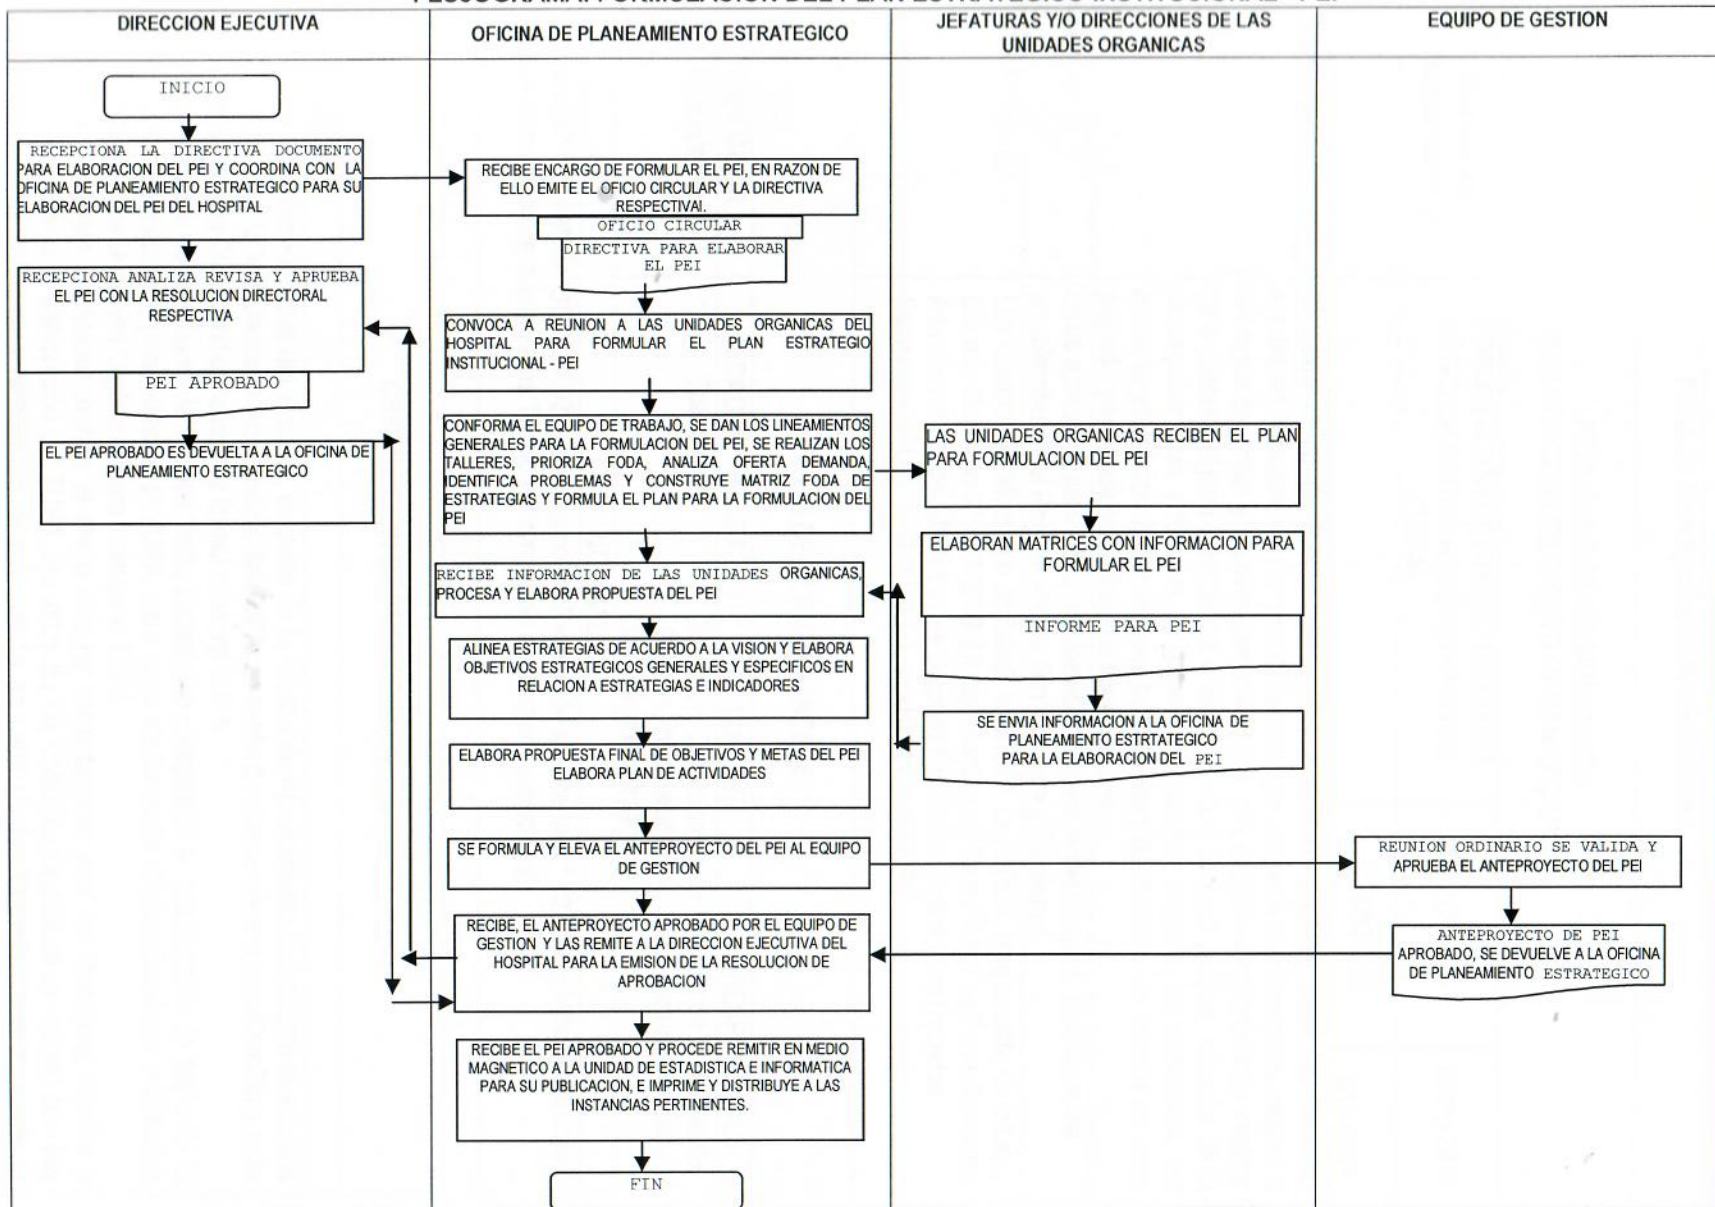 DIRECCION EJECUTIVA
OFICINA DE PLANEAMIENTO ESTRATEGICO
JEFATURAS Y/O DIRECCIONES DE LAS
UNIDADES ORGANICAS
EQUIPO DE GESTION
INICIO
RECEPCIONA LA DIRECTIVA DOCUMENTO
PARA ELABORACION DEL PEI Y COORDINA CON LA
OFICINA DE PLANEAMIENTO ESTRATEGICO PARA SU
ELABORACION DEL PEI DEL HOSPITAL
RECEPCIONA ANALIZA REVISA Y APRUEBA
EL PEI CON LA RESOLUCION DIRECTORAL
RESPECTIVA
PEI APROBADO
EL PEI APROBADO ES DEVUELTA A LA OFICINA DE
PLANEAMIENTO ESTRATEGICO
RECIBE ENCARGO DE FORMULAR EL PEI, EN RAZON DE
ELLO EMITE EL OFICIO CIRCULAR Y LA DIRECTIVA
RESPECTIVAI.
OFICIO CIRCULAR
DIRECTIVA PARA ELABORAR
EL PEI
CONVOCA A REUNION A LAS UNIDADES ORGANICAS DEL
HOSPITAL PARA FORMULAR EL PLAN ESTRATEGIO
INSTITUCIONAL - PEI
CONFORMA EL EQUIPO DE TRABAJO, SE DAN LOS LINEAMIENTOS
GENERALES PARA LA FORMULACION DEL PEI, SE REALIZAN LOS
TALLERES, PRIORIZA FODA, ANALIZA OFERTA DEMANDA,
IDENTIFICA PROBLEMAS Y CONSTRUYE MATRIZ FODA DE
ESTRATEGIAS Y FORMULA EL PLAN PARA LA FORMULACION DEL
PEI
RECIBE INFORMACION DE LAS UNIDADES ORGANICAS,
PROCESA Y ELABORA PROPUESTA DEL PEI
ALINEA ESTRATEGIAS DE ACUERDO A LA VISION Y ELABORA
OBJETIVOS ESTRATEGICOS GENERALES Y ESPECIFICOS EN
RELACION A ESTRATEGIAS E INDICADORES
ELABORA PROPUESTA FINAL DE OBJETIVOS Y METAS DEL PEI
ELABORA PLAN DE ACTIVIDADES
SE FORMULA Y ELEVA EL ANTEPROYECTO DEL PEI AL EQUIPO
DE GESTION
RECIBE, EL ANTEPROYECTO APROBADO POR EL EQUIPO DE
GESTION Y LAS REMITE A LA DIRECCION EJECUTIVA DEL
HOSPITAL PARA LA EMISION DE LA RESOLUCION DE
APROBACION
RECIBE EL PEI APROBADO Y PROCEDE REMITIR EN MEDIO
MAGNETICO A LA UNIDAD DE ESTADISTICA E INFORMATICA
PARA SU PUBLICACION, E IMPRIME Y DISTRIBUYE A LAS
INSTANCIAS PERTINENTES.
FIN
LAS UNIDADES ORGANICAS RECIBEN EL PLAN
PARA FORMULACION DEL PEI
ELABORAN MATRICES CON INFORMACION PARA
FORMULAR EL PEI
INFORME PARA PEI
SE ENVIA INFORMACION A LA OFICINA DE
PLANEAMIENTO ESTRTATEGICO
PARA LA ELABORACION DEL PEI
REUNION ORDINARIO SE VALIDA Y
APRUEBA EL ANTEPROYECTO DEL PEI
ANTEPROYECTO DE PEI
APROBADO, SE DEVUELVE A LA OFICINA
DE PLANEAMIENTO ESTRATEGICO